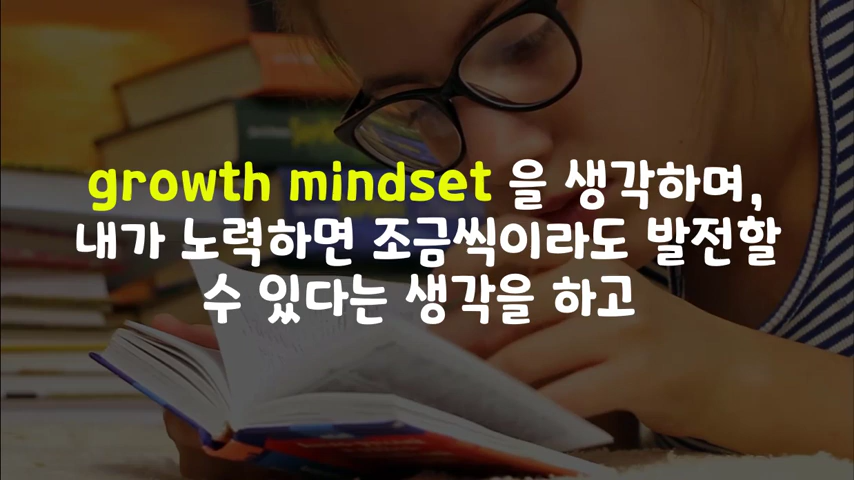 growth mindset 을 생각하며,
내가 노력하면 조금씩이라도 발전할
수 있다는 생각을 하고